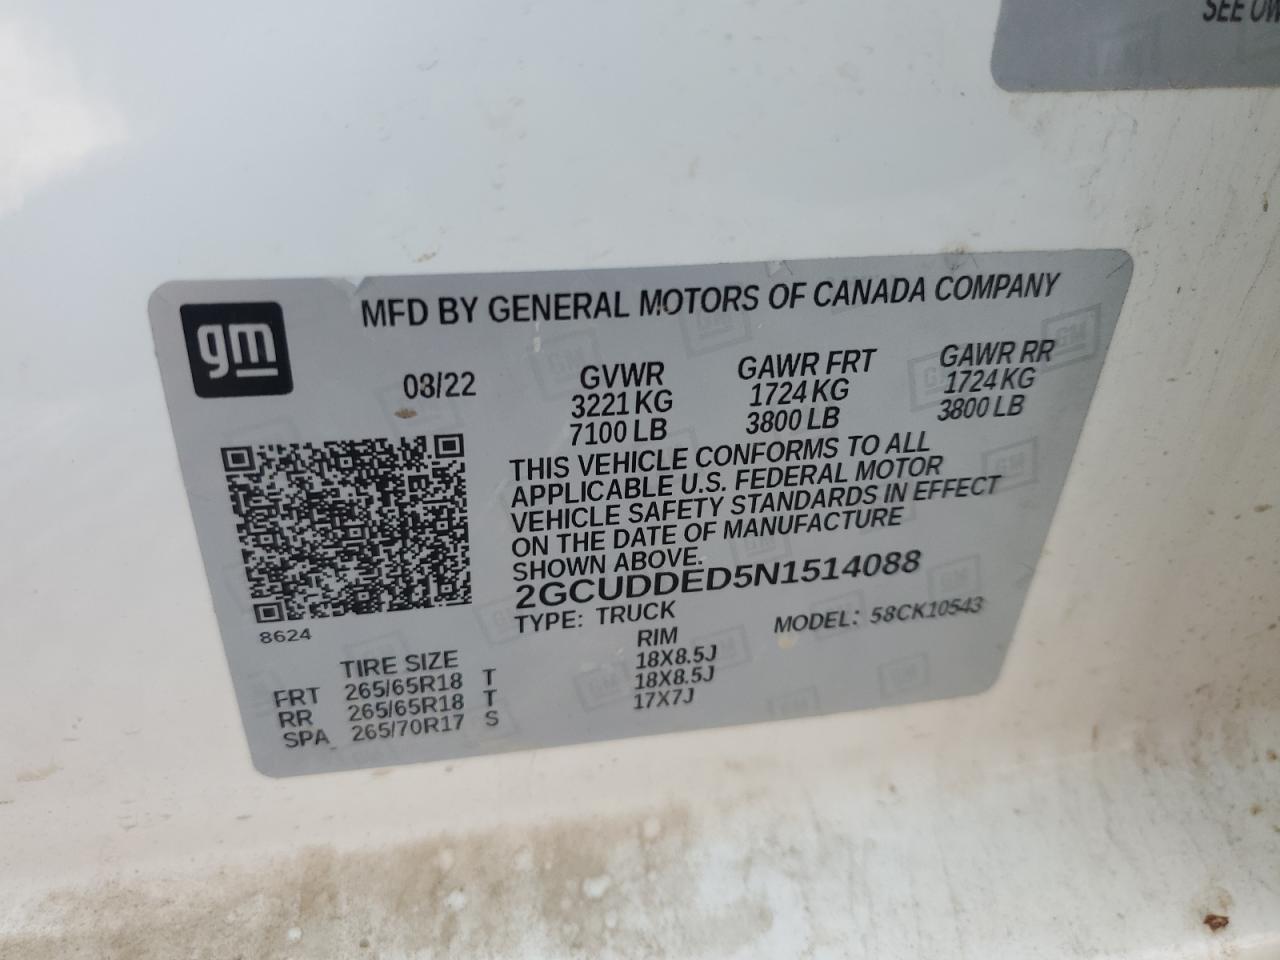 SEE
gm
MFD BY GENERAL MOTORS OF CANADA COMPANY
03/22
GVWR
3221 KG
7100 LB
GAWR FRT
1724 KG
3800 LB
GAWR RR
1724 KG
3800 LB
THIS VEHICLE CONFORMS TO ALL
APPLICABLE U.S. FEDERAL MOTOR
VEHICLE SAFETY STANDARDS IN EFFECT
ON THE DATE OF MANUFACTURE
SHOWN ABOVE.
2GCUDDED5N1514088
TYPE: TRUCK
MODEL: 58CK10543
8624
TIRE SIZE RIM
FRT 265/65R18 T 18X8.5J
RR 265/65R18 T 18X8.5J
SPA 265/70R17 S 17X7J